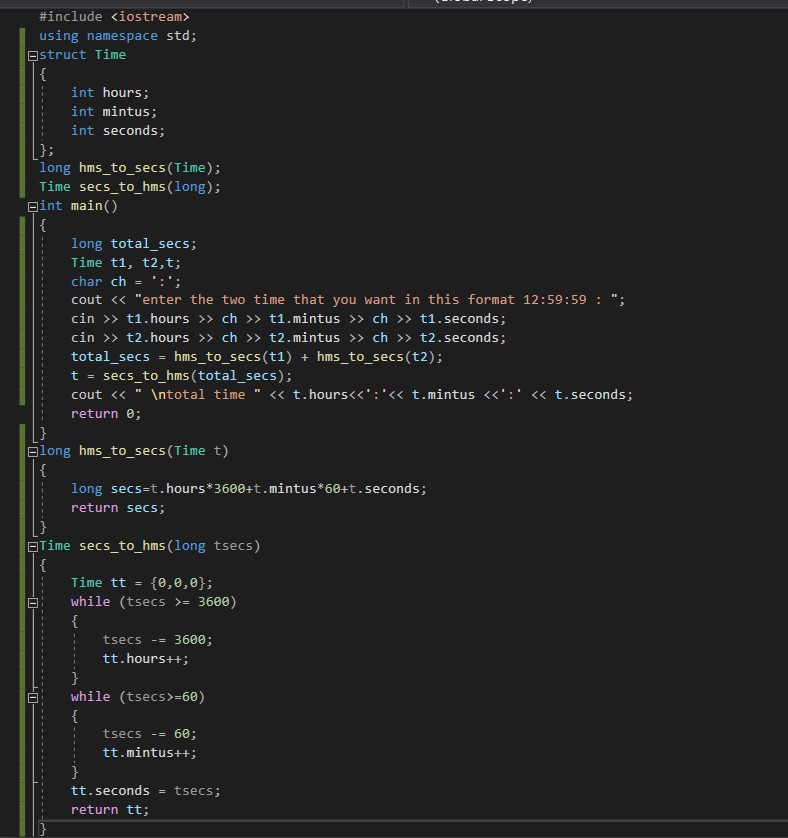 #include <iostream>
using namespace std;
struct Time
{
    int hours;
    int mintus;
    int seconds;
};
long hms_to_secs(Time);
Time secs_to_hms(long);
int main()
{
    long total_secs;
    Time t1, t2,t;
    char ch = ':';
    cout << "enter the two time that you want in this format 12:59:59 : ";
    cin >> t1.hours >> ch >> t1.mintus >> ch >> t1.seconds;
    cin >> t2.hours >> ch >> t2.mintus >> ch >> t2.seconds;
    total_secs = hms_to_secs(t1) + hms_to_secs(t2);
    t = secs_to_hms(total_secs);
    cout << " \ntotal time " << t.hours<<':'<< t.mintus <<':' << t.seconds;
    return 0;
}
long hms_to_secs(Time t)
{
    long secs=t.hours*3600+t.mintus*60+t.seconds;
    return secs;
}
Time secs_to_hms(long tsecs)
{
    Time tt = {0,0,0};
    while (tsecs >= 3600)
    {
        tsecs -= 3600;
        tt.hours++;
    }
    while (tsecs>=60)
    {
        tsecs -= 60;
        tt.mintus++;
    }
    tt.seconds = tsecs;
    return tt;
}